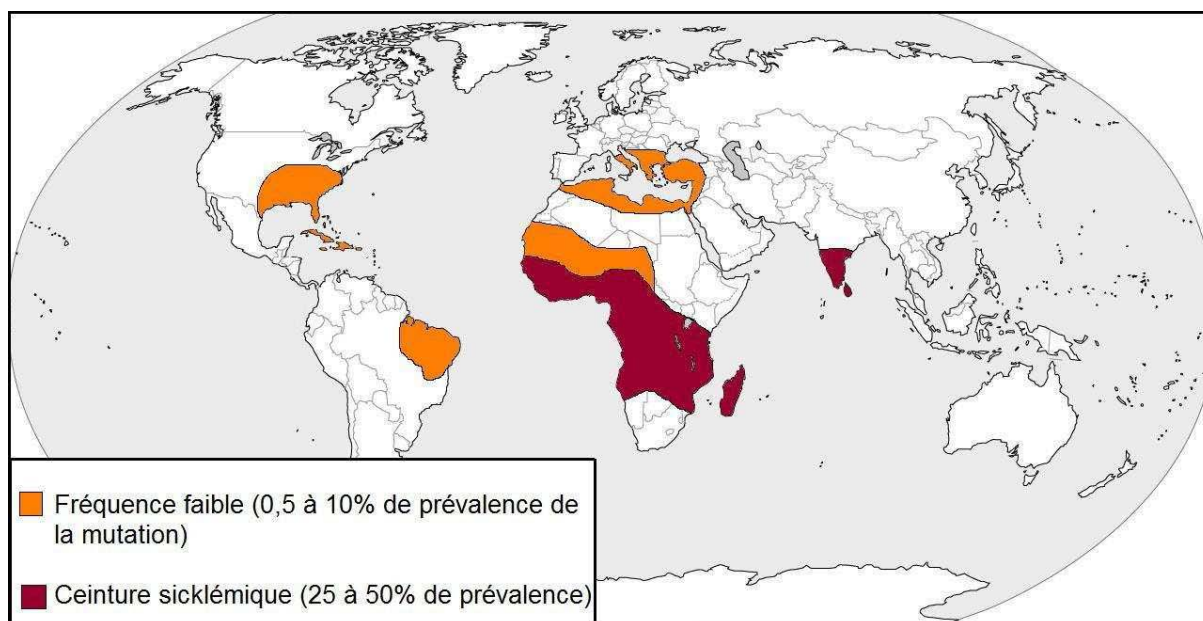 Fréquence faible (0,5 à 10% de prévalence de
la mutation)
Ceinture sicklémique (25 à 50% de prévalence)